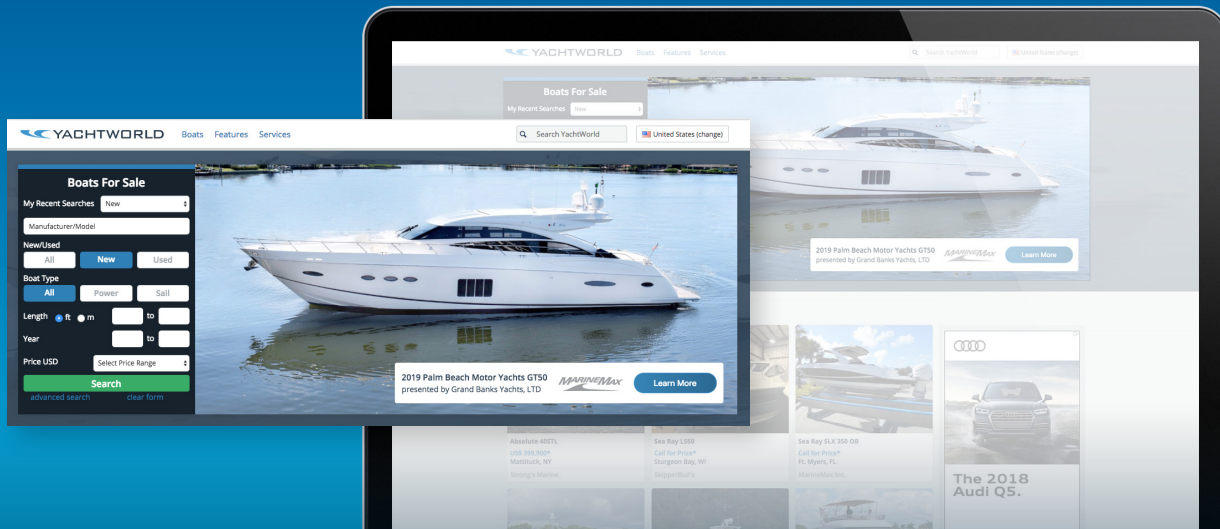 YACHTWORLD Boats Features Services
Search YachtWorld
United States (change)
Boats For Sale
My Recent Searches New
Manufacturer/Model
New/Used
All New Used
Boat Type
All Power Sail
Length ft m to
Year to
Price USD Select Price Range
Search
advanced search clear form
2019 Palm Beach Motor Yachts GT50
presented by Grand Banks Yachts, LTD
MARINEMAX
Learn More
YACHTWORLD Boats Features Services
Search YachtWorld
United States (change)
Boats For Sale
My Recent Searches New
2019 Palm Beach Motor Yachts GT50
presented by Grand Banks Yachts, LTD
MARINEMAX
Learn More
Absolute 40STL
US$ 399,900*
Mattituck, NY
Strong's Marine
Sea Ray L550
Call for Price*
Sturgeon Bay, WI
SkipperBud's
Sea Ray SLX 350 OB
Call for Price*
Ft. Myers, FL
MarineMax Inc.
The 2018
Audi Q5.